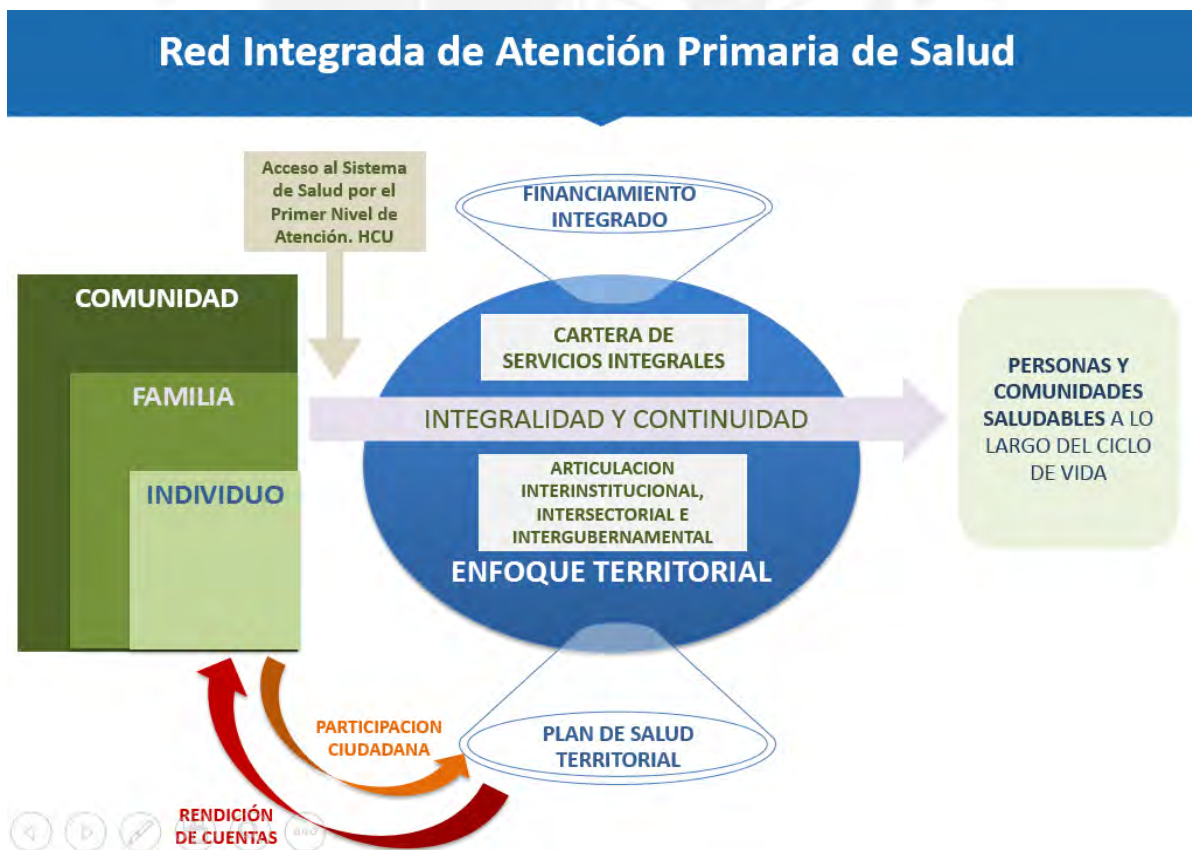 Red Integrada de Atención Primaria de Salud
Acceso al Sistema
de Salud por el
Primer Nivel de
Atención. HCU
FINANCIAMIENTO
INTEGRADO
COMUNIDAD
FAMILIA
INDIVIDUO
CARTERA DE
SERVICIOS INTEGRALES
INTEGRALIDAD Y CONTINUIDAD
ARTICULACION
INTERINSTITUCIONAL,
INTERSECTORIAL E
INTERGUBERNAMENTAL
ENFOQUE TERRITORIAL
PERSONAS Y
COMUNIDADES
SALUDABLES A LO
LARGO DEL CICLO
DE VIDA
PARTICIPACION
CIUDADANA
PLAN DE SALUD
TERRITORIAL
RENDICIÓN
DE CUENTAS